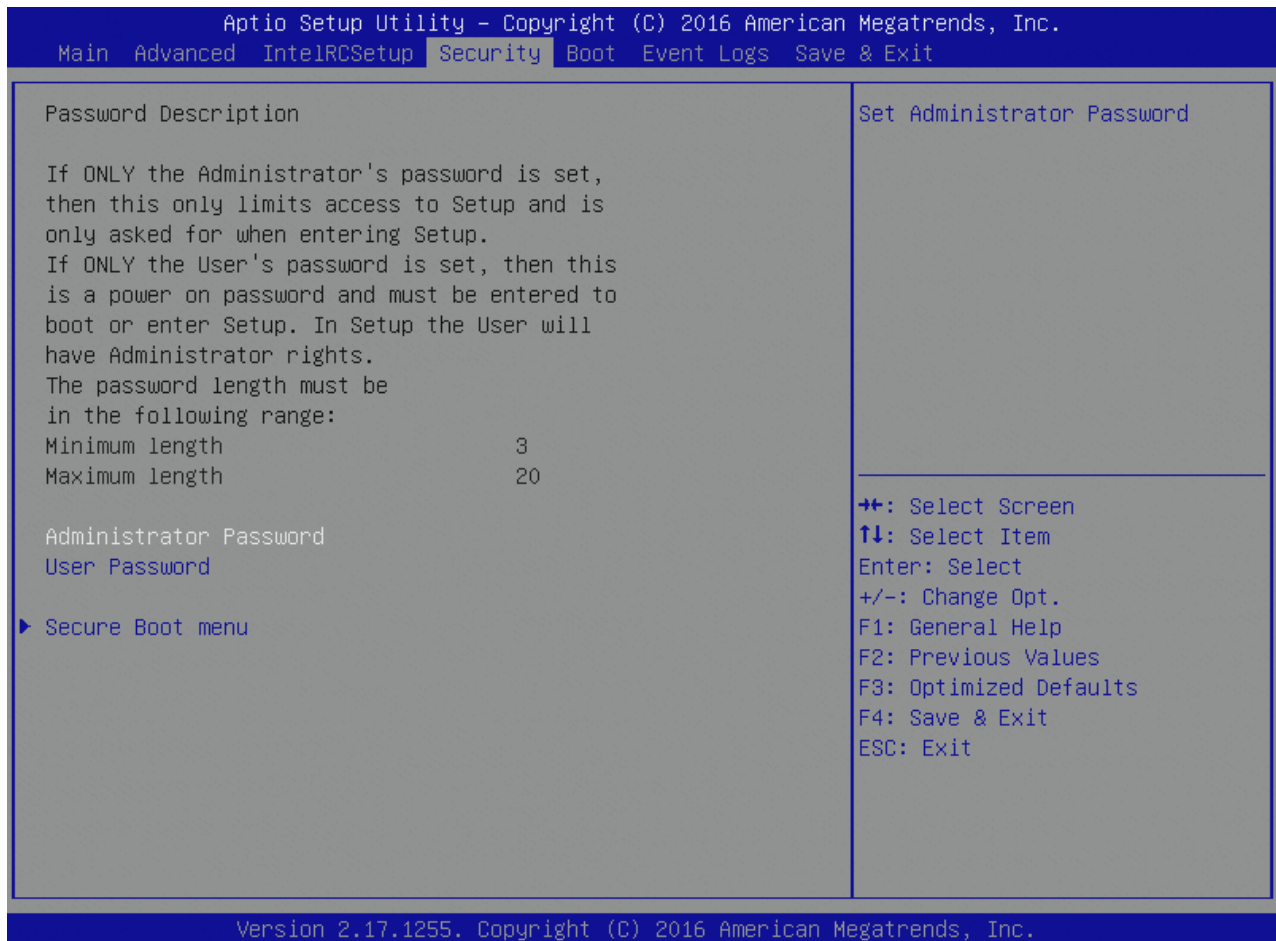 Aptio Setup Utility – Copyright (C) 2016 American Megatrends, Inc.
Main Advanced IntelRCSetup Security Boot Event Logs Save & Exit
Password Description
If ONLY the Administrator's password is set,
then this only limits access to Setup and is
only asked for when entering Setup.
If ONLY the User's password is set, then this
is a power on password and must be entered to
boot or enter Setup. In Setup the User will
have Administrator rights.
The password length must be
in the following range:
Minimum length 3
Maximum length 20
Administrator Password
User Password
Secure Boot menu
Set Administrator Password
→←: Select Screen
↑↓: Select Item
Enter: Select
+/-: Change Opt.
F1: General Help
F2: Previous Values
F3: Optimized Defaults
F4: Save & Exit
ESC: Exit
Version 2.17.1255. Copyright (C) 2016 American Megatrends, Inc.